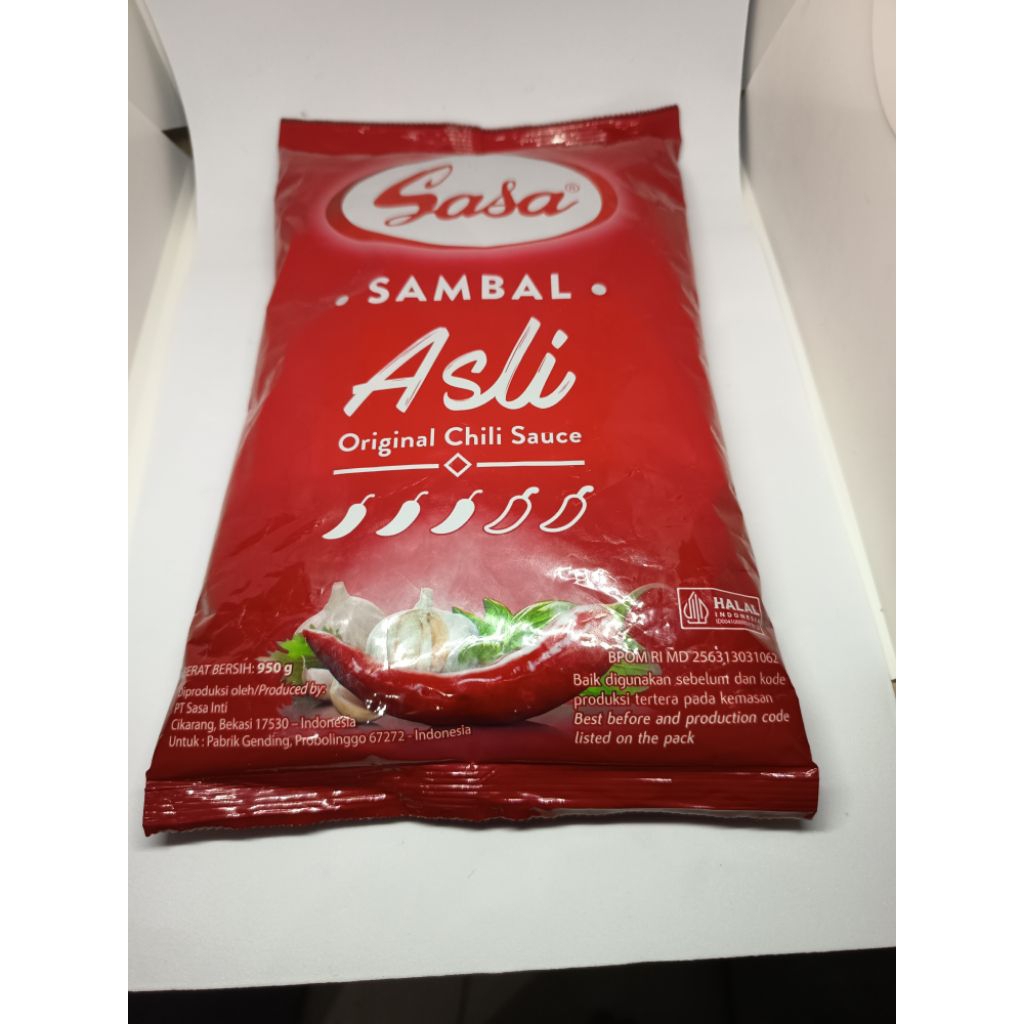 Sasa®
• SAMBAL •
Asli
Original Chili Sauce
HALAL
INDONESIA
BERAT BERSIH: 950 g
Diproduksi oleh/Produced by:
PT Sasa Inti
Cikarang, Bekasi 17530 – Indonesia
Untuk : Pabrik Gending, Probolinggo 67272 - Indonesia
BPOM RI MD 256313031062
Baik digunakan sebelum dan kode
produksi tertera pada kemasan
Best before and production code
listed on the pack